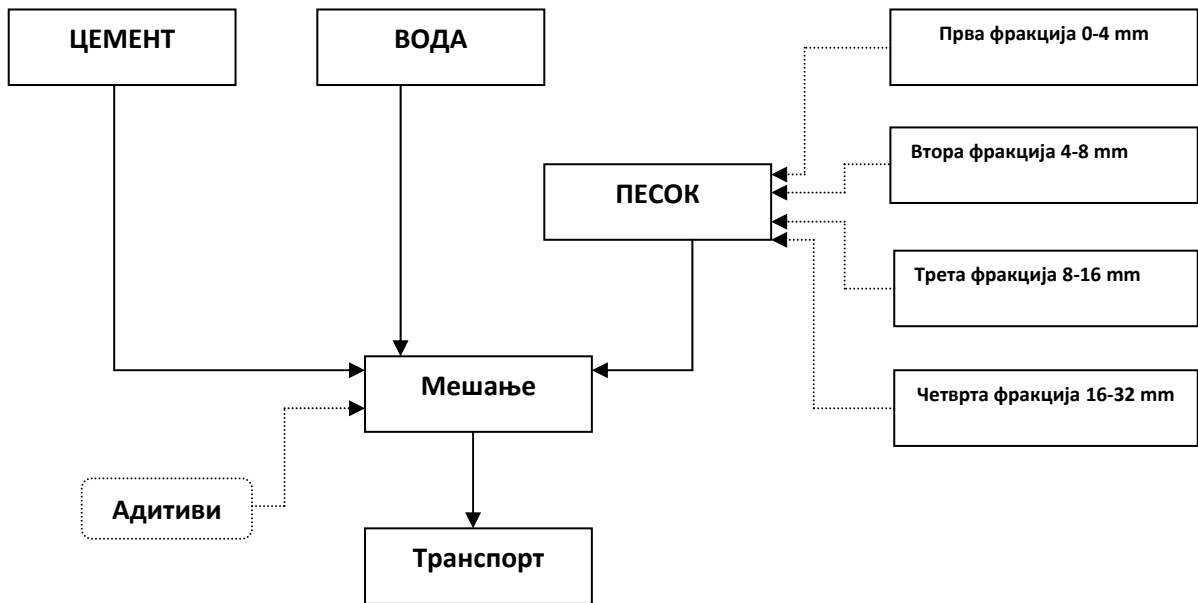 ЦЕМЕНТ
ВОДА
Прва фракција 0-4 mm
Втора фракција 4-8 mm
ПЕСОК
Трета фракција 8-16 mm
Мешање
Четврта фракција 16-32 mm
Адитиви
Транспорт